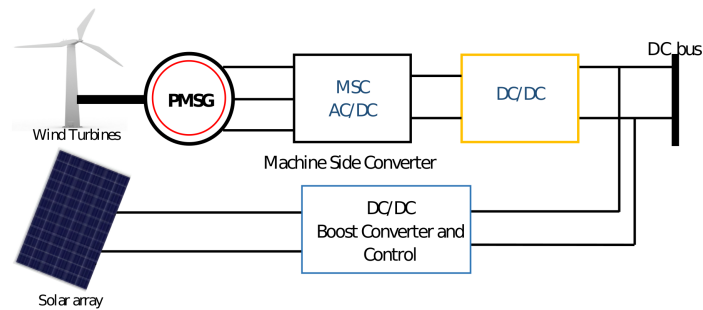 DC bus
MSC
AC/DC
DC/DC
PMSG
Wind Turbines
Machine Side Converter
DC/DC
Boost Converter and
Control
Solar array